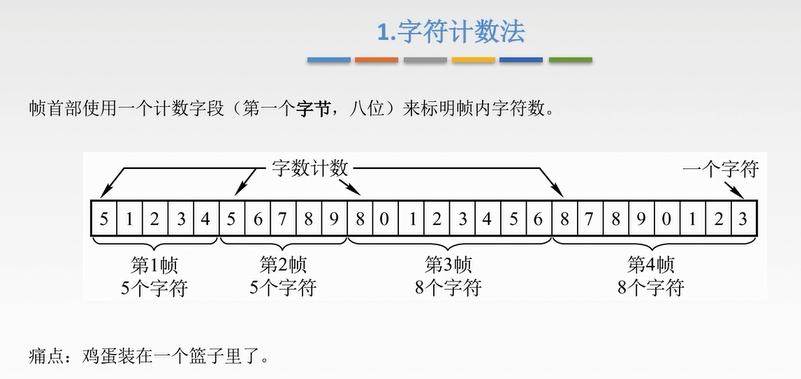 1.字符计数法
帧首部使用一个计数字段（第一个字节，八位）来标明帧内字符数。
字数计数
一个字符
5 1 2 3 4 5 6 7 8 9 8 0 1 2 3 4 5 6 8 7 8 9 0 1 2 3
第1帧 第2帧 第3帧 第4帧
5个字符 5个字符 8个字符 8个字符
痛点：鸡蛋装在一个篮子里了。